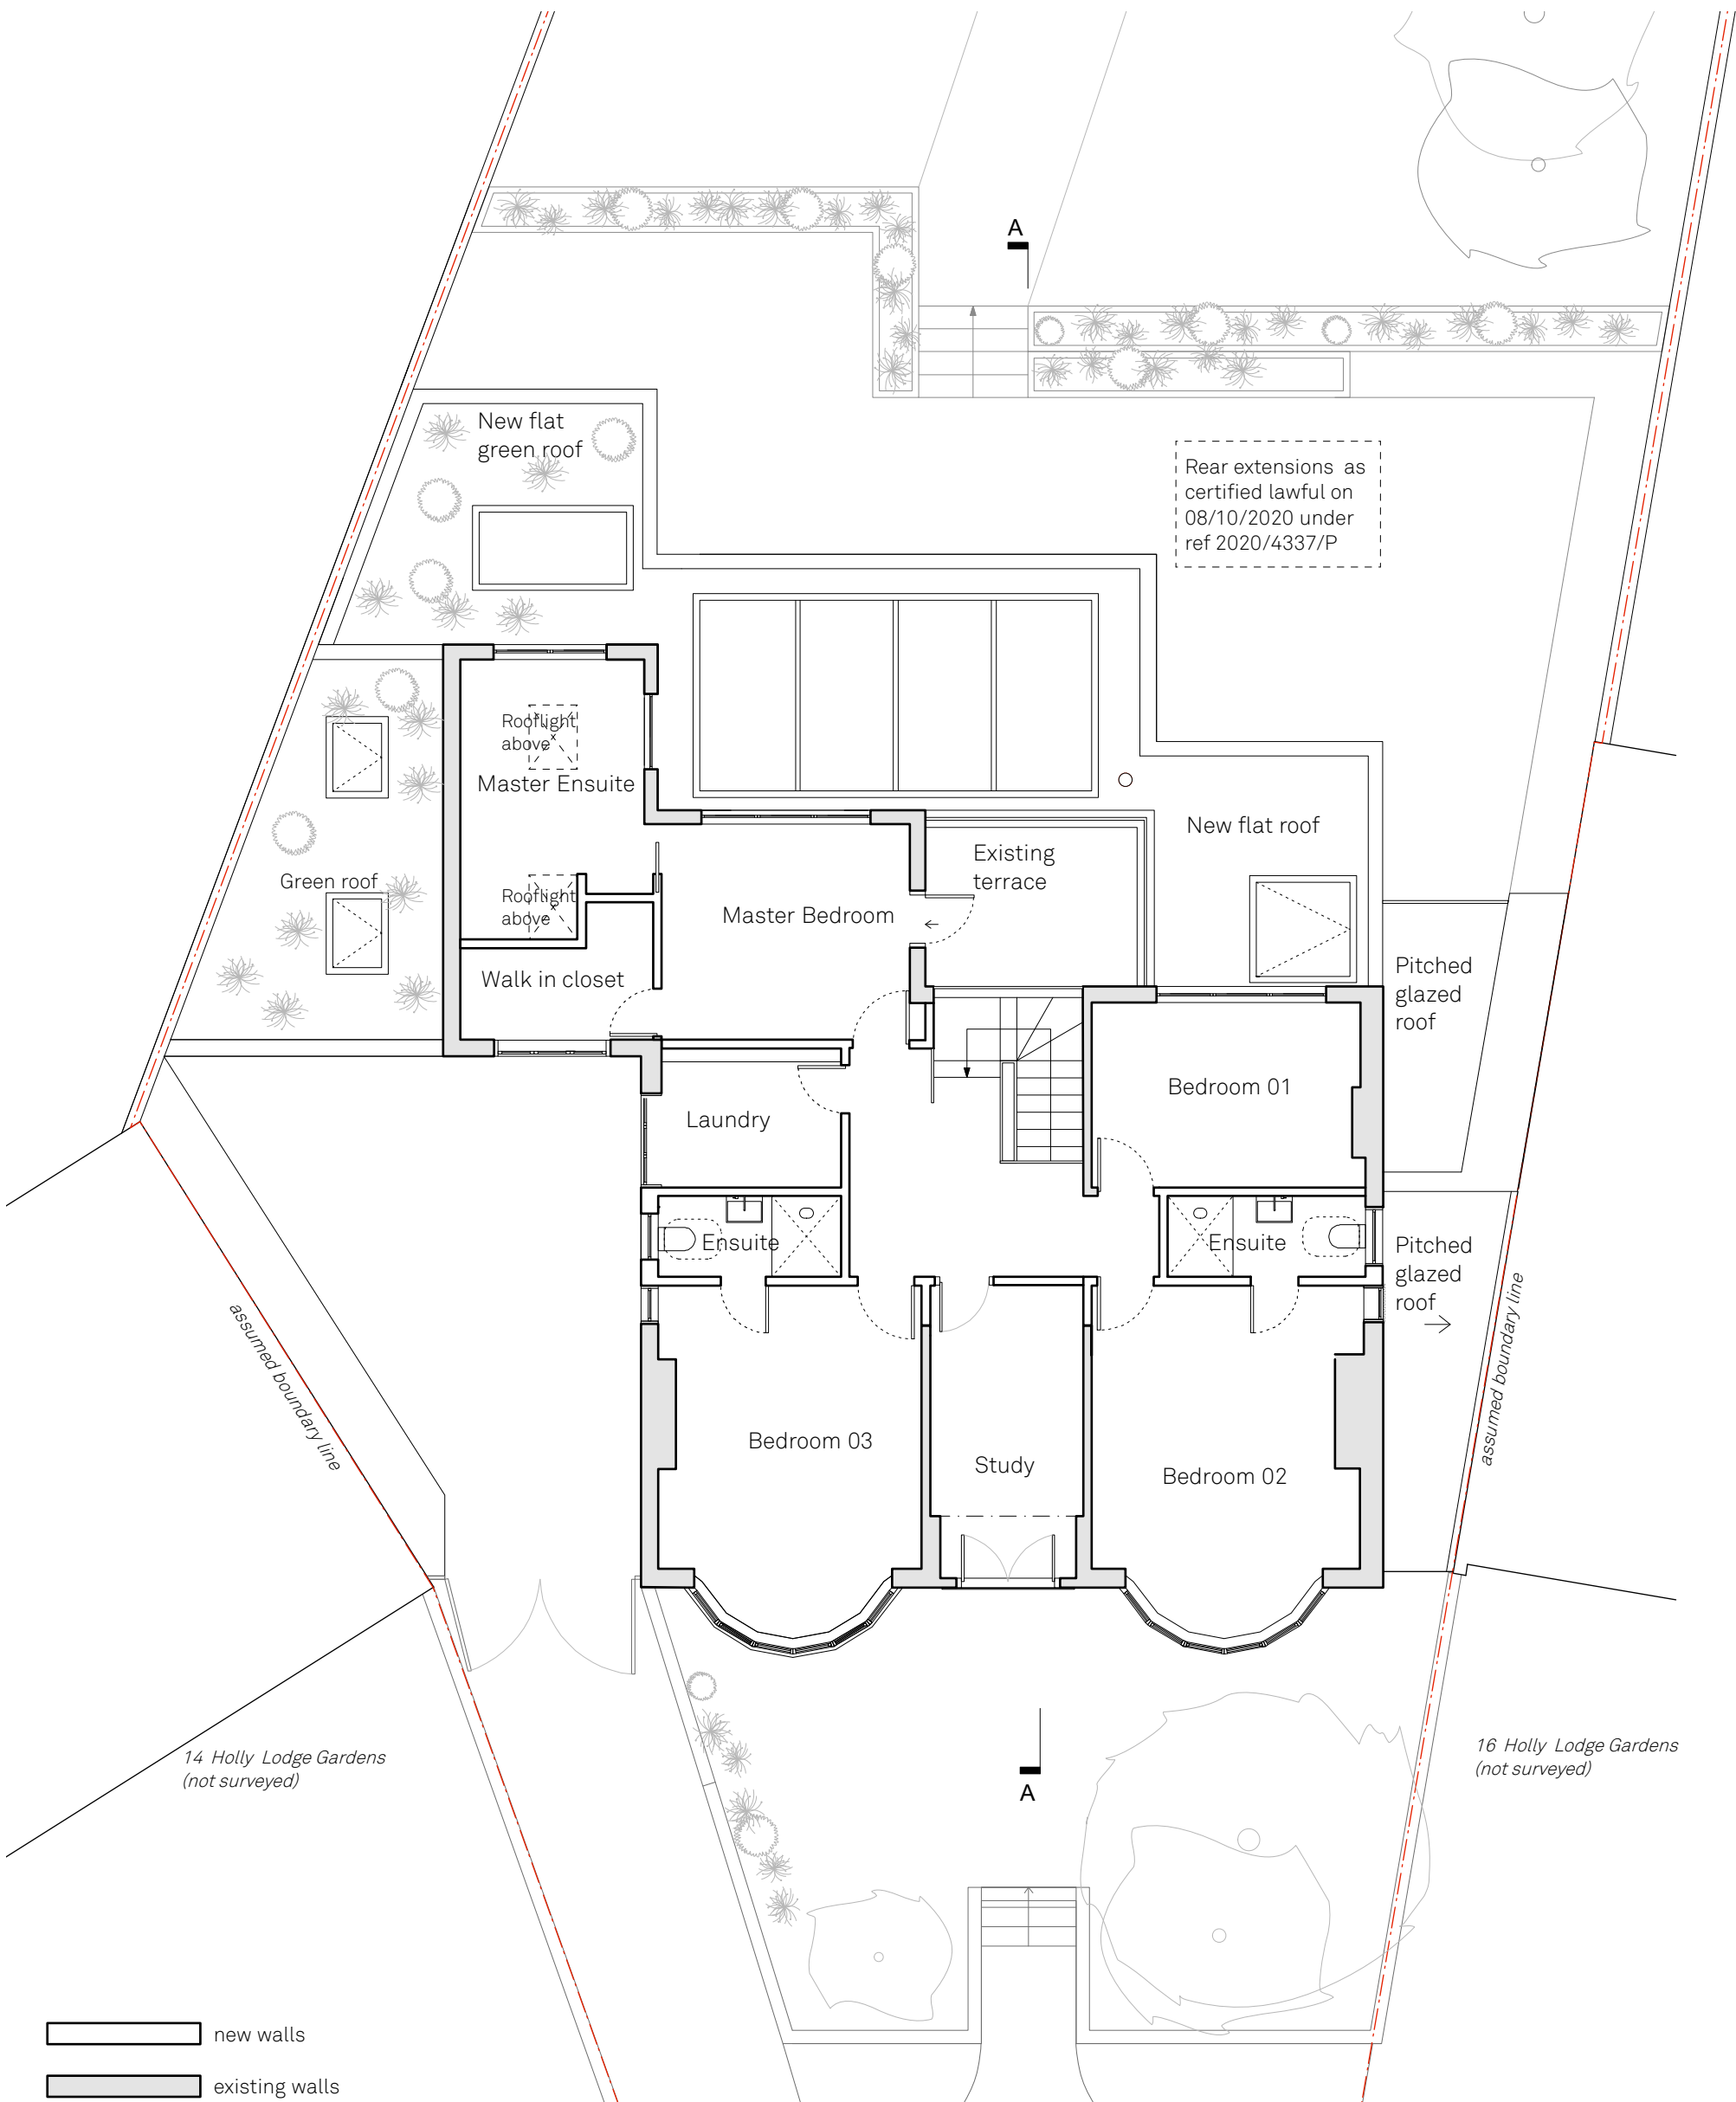 A
New flat
green roof
Rear extensions as
certified lawful on
08/10/2020 under
ref 2020/4337/P
Rooflight
above
Master Ensuite
New flat roof
Existing
terrace
Green roof
Rooflight
above
Master Bedroom
Walk in closet
Pitched
glazed
roof
Bedroom 01
Laundry
Ensuite
Ensuite
Pitched
glazed
roof
assumed boundary line
assumed boundary line
Bedroom 03
Study
Bedroom 02
14 Holly Lodge Gardens
(not surveyed)
16 Holly Lodge Gardens
(not surveyed)
A
new walls
existing walls